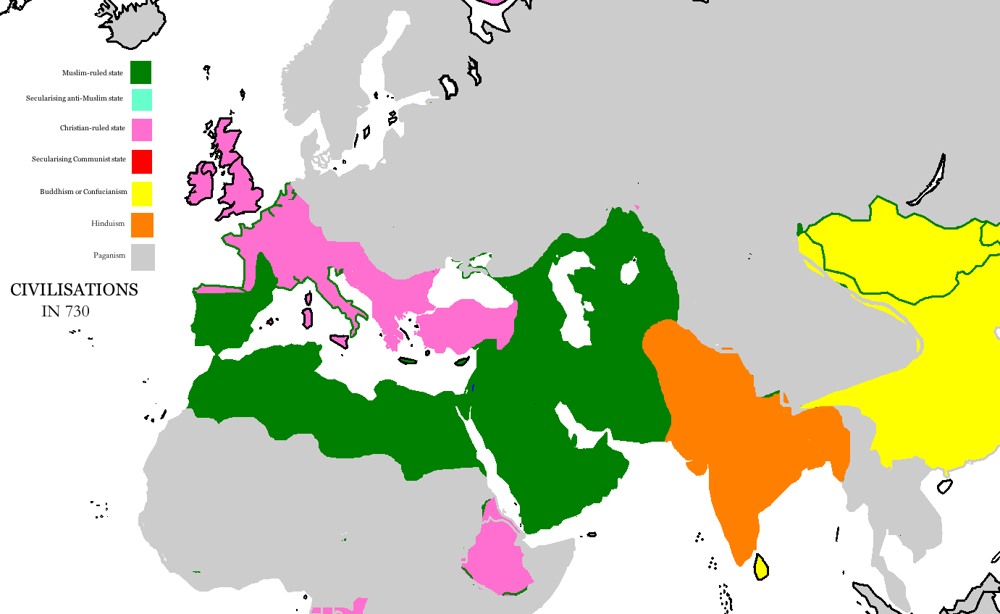 Muslim-ruled state
Secularising anti-Muslim state
Christian-ruled state
Secularising Communist state
Buddhism or Confucianism
Hinduism
Paganism
CIVILISATIONS
IN 730